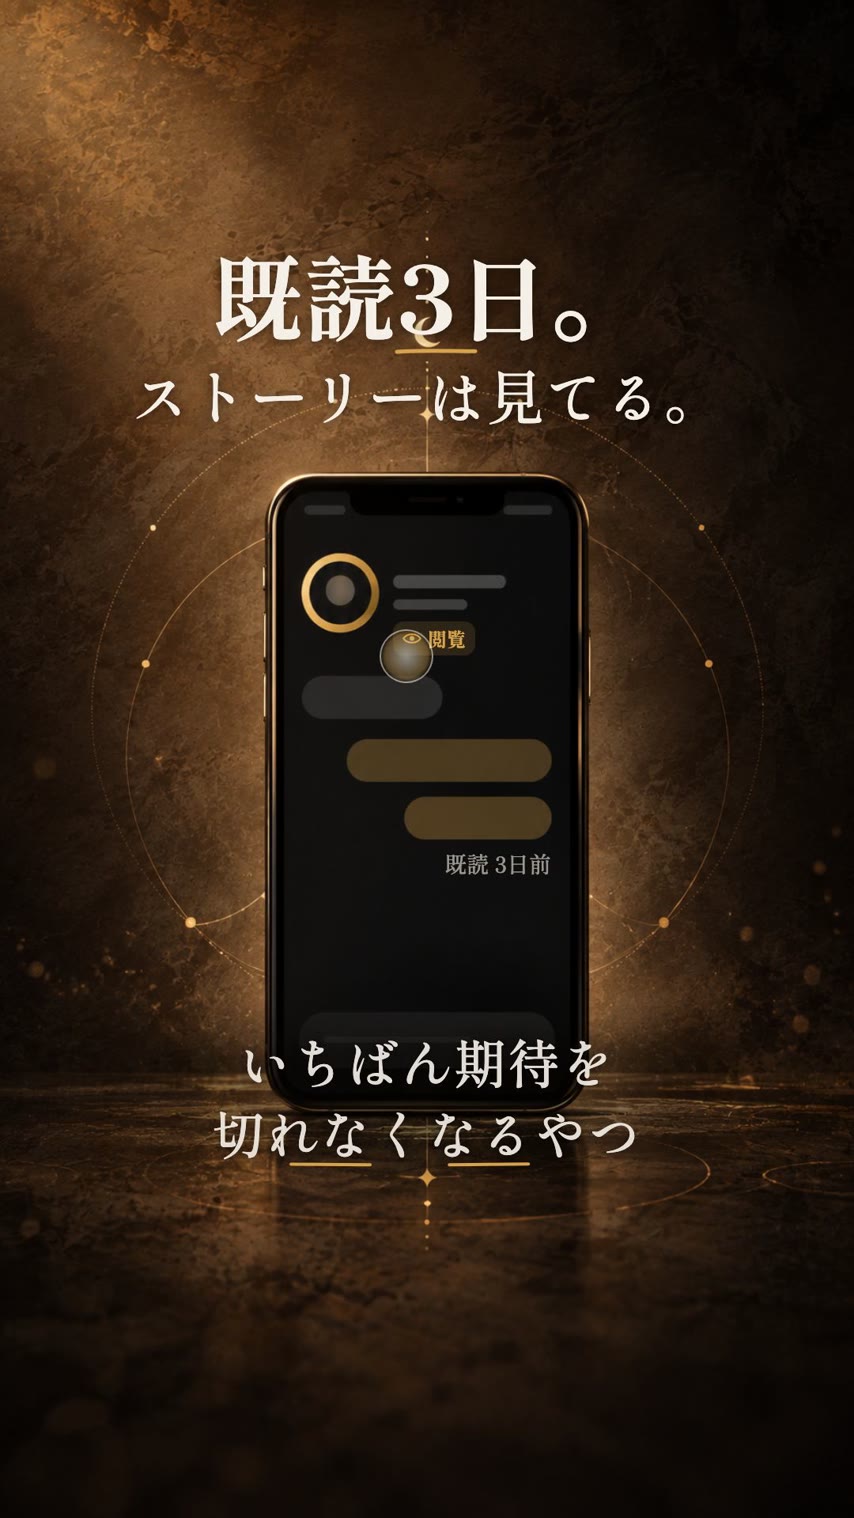 既読3日。
ストーリーは見てる。
閲覧
既読 3日前
いちばん期待を
切れなくなるやつ